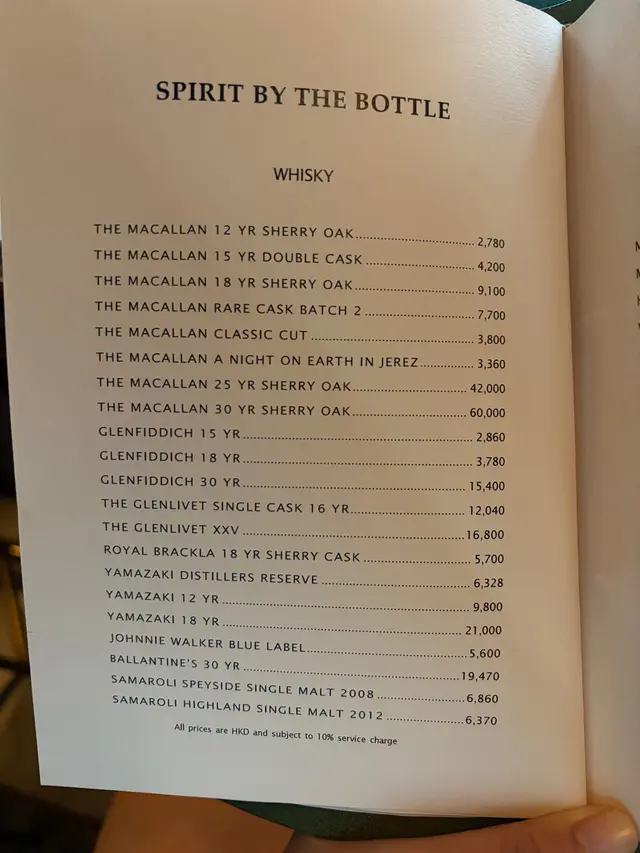 SPIRIT BY THE BOTTLE
WHISKY
THE MACALLAN 12 YR SHERRY OAK 2,780
THE MACALLAN 15 YR DOUBLE CASK 4,200
THE MACALLAN 18 YR SHERRY OAK 9,100
THE MACALLAN RARE CASK BATCH 2 7,700
THE MACALLAN CLASSIC CUT 3,800
THE MACALLAN A NIGHT ON EARTH IN JEREZ 3,360
THE MACALLAN 25 YR SHERRY OAK 42,000
THE MACALLAN 30 YR SHERRY OAK 60,000
GLENFIDDICH 15 YR 2,860
GLENFIDDICH 18 YR 3,780
GLENFIDDICH 30 YR 15,400
THE GLENLIVET SINGLE CASK 16 YR 12,040
THE GLENLIVET XXV 16,800
ROYAL BRACKLA 18 YR SHERRY CASK 5,700
YAMAZAKI DISTILLERS RESERVE 6,328
YAMAZAKI 12 YR 9,800
YAMAZAKI 18 YR 21,000
JOHNNIE WALKER BLUE LABEL 5,600
BALLANTINE'S 30 YR 19,470
SAMAROLI SPEYSIDE SINGLE MALT 2008 6,860
SAMAROLI HIGHLAND SINGLE MALT 2012 6,370
All prices are HKD and subject to 10% service charge